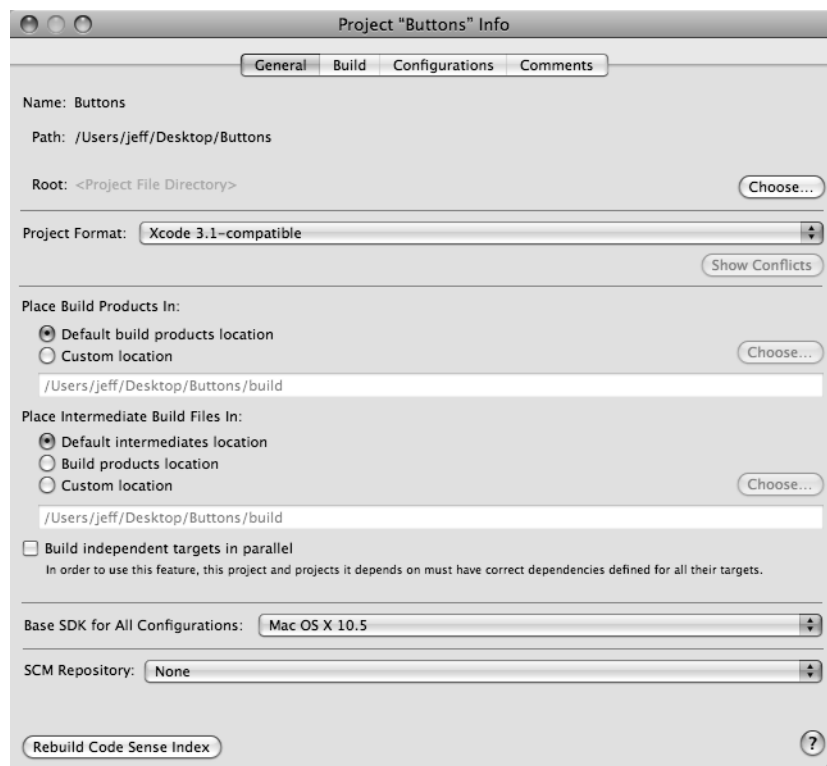 Project “Buttons” Info
General Build Configurations Comments
Name: Buttons
Path: /Users/jeff/Desktop/Buttons
Root: <Project File Directory>
Choose...
Project Format: Xcode 3.1-compatible
Show Conflicts
Place Build Products In:
Default build products location
Custom location
Choose...
/Users/jeff/Desktop/Buttons/build
Place Intermediate Build Files In:
Default intermediates location
Build products location
Custom location
Choose...
/Users/jeff/Desktop/Buttons/build
Build independent targets in parallel
In order to use this feature, this project and projects it depends on must have correct dependencies defined for all their targets.
Base SDK for All Configurations: Mac OS X 10.5
SCM Repository: None
Rebuild Code Sense Index
?